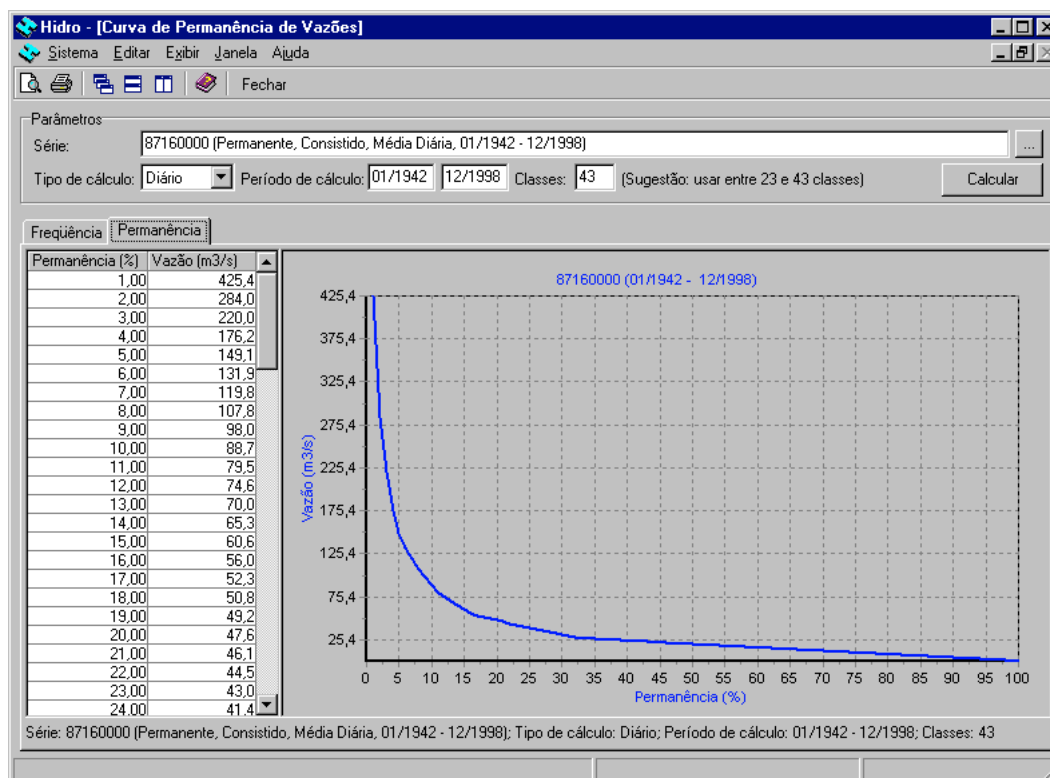 Hidro - [Curva de Permanência de Vazões]
Sistema Editar Exibir Janela Ajuda
Fechar
Parâmetros
Série: 87160000 (Permanente, Consistido, Média Diária, 01/1942 - 12/1998) ...
Tipo de cálculo: Diário Período de cálculo: 01/1942 12/1998 Classes: 43 (Sugestão: usar entre 23 e 43 classes) Calcular
Freqüência Permanência
Permanência (%) Vazão (m3/s)
1,00 425,4
2,00 284,0
3,00 220,0
4,00 176,2
5,00 149,1
6,00 131,9
7,00 119,8
8,00 107,8
9,00 98,0
10,00 88,7
11,00 79,5
12,00 74,6
13,00 70,0
14,00 65,3
15,00 60,6
16,00 56,0
17,00 52,3
18,00 50,8
19,00 49,2
20,00 47,6
21,00 46,1
22,00 44,5
23,00 43,0
24,00 41,4
87160000 (01/1942 - 12/1998)
Vazão (m3/s)
425,4
375,4
325,4
275,4
225,4
175,4
125,4
75,4
25,4
0 5 10 15 20 25 30 35 40 45 50 55 60 65 70 75 80 85 90 95 100
Permanência (%)
Série: 87160000 (Permanente, Consistido, Média Diária, 01/1942 - 12/1998); Tipo de cálculo: Diário; Período de cálculo: 01/1942 - 12/1998; Classes: 43